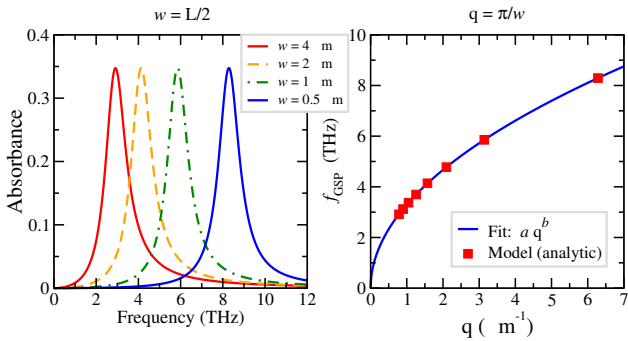 w = L/2
Absorbance
0.4
0.3
0.2
0.1
0
w = 4 m
w = 2 m
w = 1 m
w = 0.5 m
0 2 4 6 8 10 12
Frequency (THz)
q = π/w
f_GSP (THz)
10
8
6
4
2
0
Fit: a q^b
Model (analytic)
0 1 2 3 4 5 6 7
q ( m^-1)